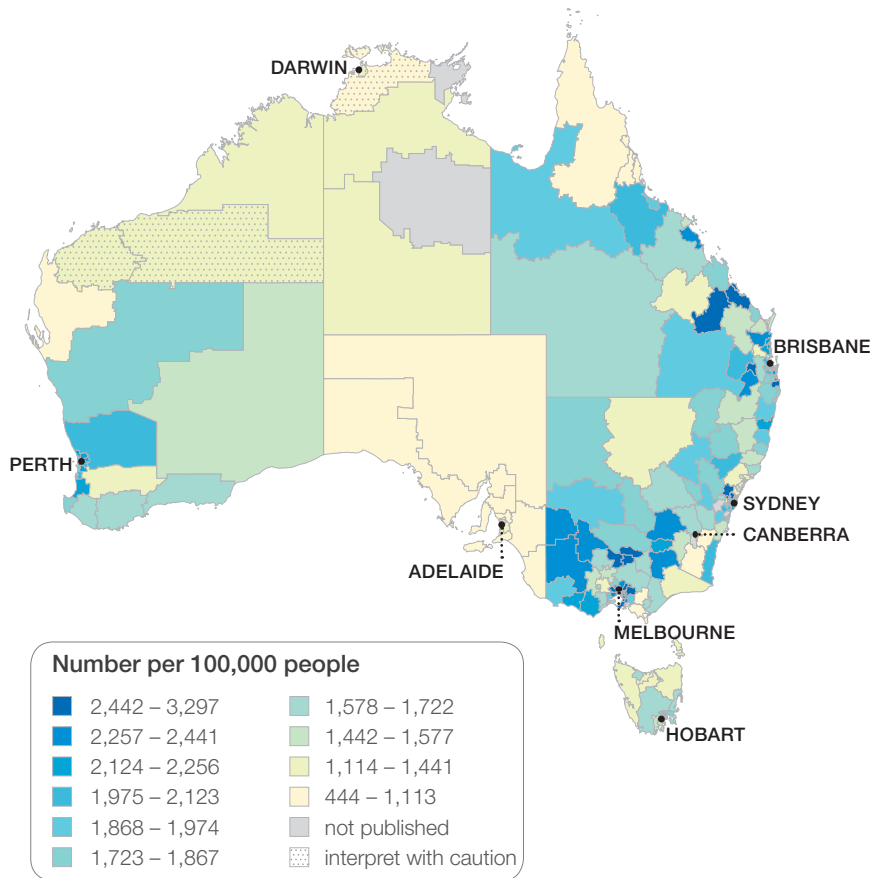 DARWIN
BRISBANE
PERTH
SYDNEY
CANBERRA
ADELAIDE
MELBOURNE
HOBART
Number per 100,000 people
2,442 – 3,297
2,257 – 2,441
2,124 – 2,256
1,975 – 2,123
1,868 – 1,974
1,723 – 1,867
1,578 – 1,722
1,442 – 1,577
1,114 – 1,441
444 – 1,113
not published
interpret with caution